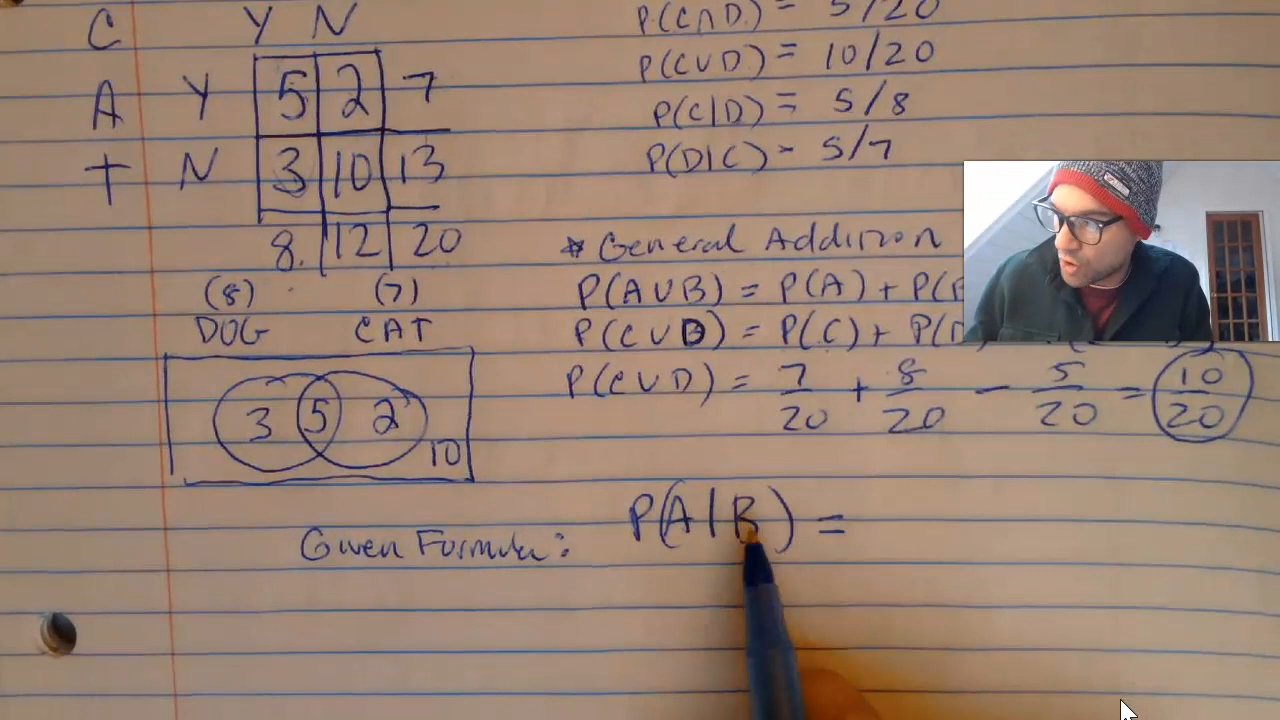 C Y N
A Y 5 2 7
T N 3 10 13
8. 12 20
(8) (7)
DOG CAT
3 5 2
10
P(C∩D) = 5/20
P(C∪D) = 10/20
P(C|D) = 5/8
P(D|C) = 5/7
* General Addition
P(A∪B) = P(A) + P(
P(C∪D) = P(C) + P(
P(C∪D) = 7/20 + 8/20 - 5/20 = 10/20
Given Formula: P(A|B) =